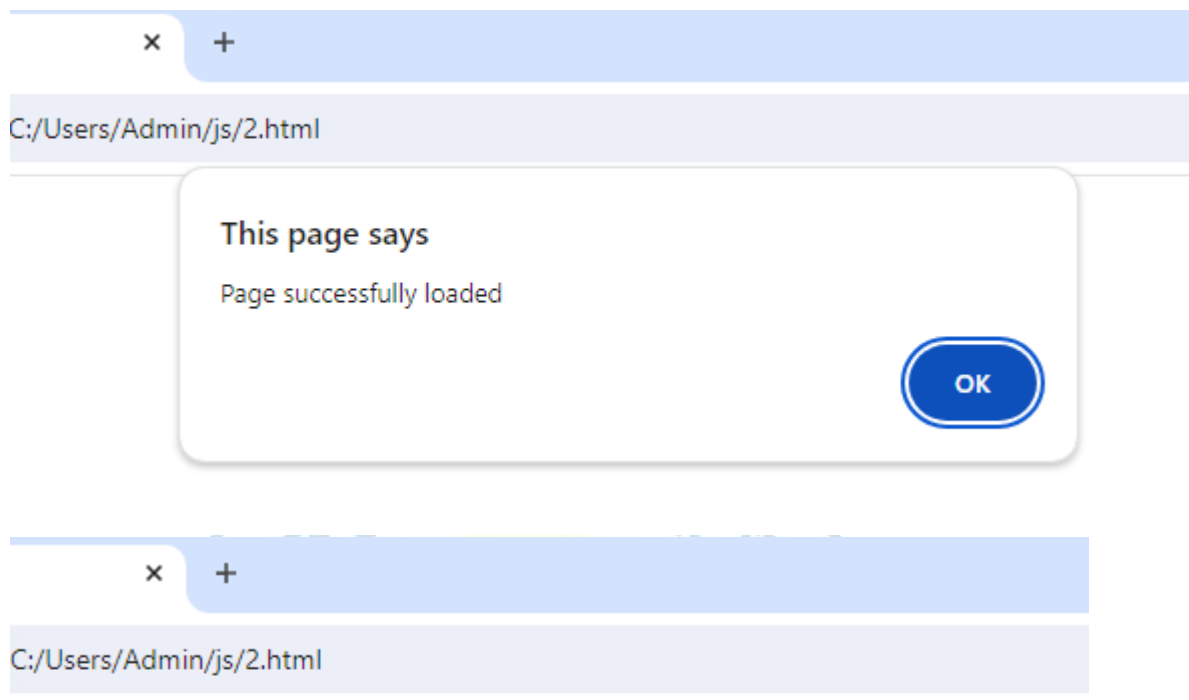 C:/Users/Admin/js/2.html
This page says
Page successfully loaded
OK
C:/Users/Admin/js/2.html